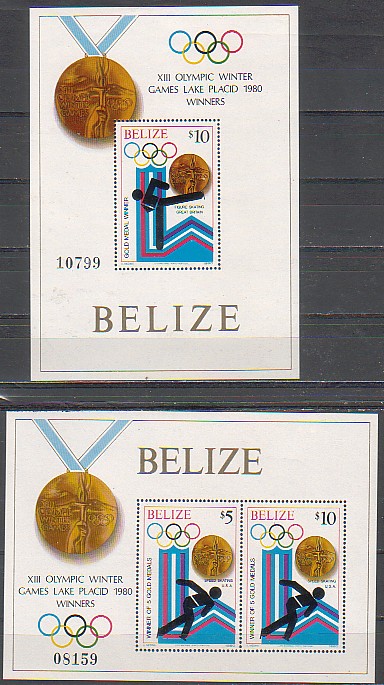 XIII OLYMPIC WINTER
GAMES LAKE PLACID 1980
WINNERS
BELIZE
$10
GOLD MEDAL WINNER
FIGURE SKATING
GREAT BRITAIN
10799
BELIZE
BELIZE
XIII OLYMPIC WINTER
GAMES LAKE PLACID 1980
WINNERS
08159
BELIZE
$5
WINNER OF 5 GOLD MEDALS
SPEED SKATING
U.S.A.
BELIZE
$10
WINNER OF 5 GOLD MEDALS
SPEED SKATING
U.S.A.